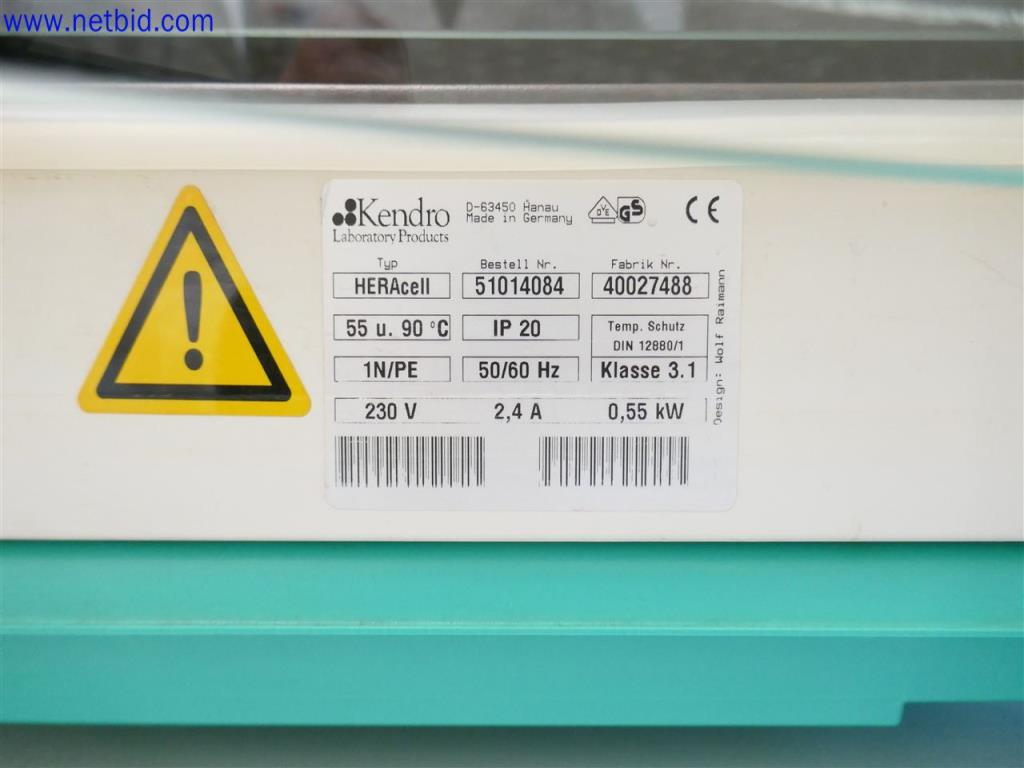 www.netbid.com
Kendro
Laboratory Products
D-63450 Hanau
Made in Germany
VDE GS CE
Typ Bestell Nr. Fabrik Nr.
HERAcell 51014084 40027488
55 u. 90 °C IP 20 Temp. Schutz
DIN 12880/1
1N/PE 50/60 Hz Klasse 3.1
230 V 2,4 A 0,55 kW
Design: Wolf Raimann